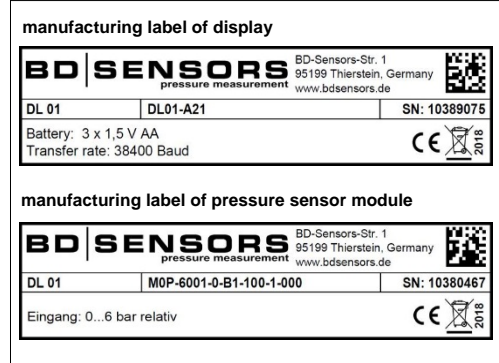 manufacturing label of display
BD|SENSORS
pressure measurement
BD-Sensors-Str. 1
95199 Thierstein, Germany
www.bdsensors.de
DL 01 DL01-A21 SN: 10389075
Battery: 3 x 1,5 V AA
Transfer rate: 38400 Baud
CE 2018
manufacturing label of pressure sensor module
BD|SENSORS
pressure measurement
BD-Sensors-Str. 1
95199 Thierstein, Germany
www.bdsensors.de
DL 01 M0P-6001-0-B1-100-1-000 SN: 10380467
Eingang: 0...6 bar relativ
CE 2018